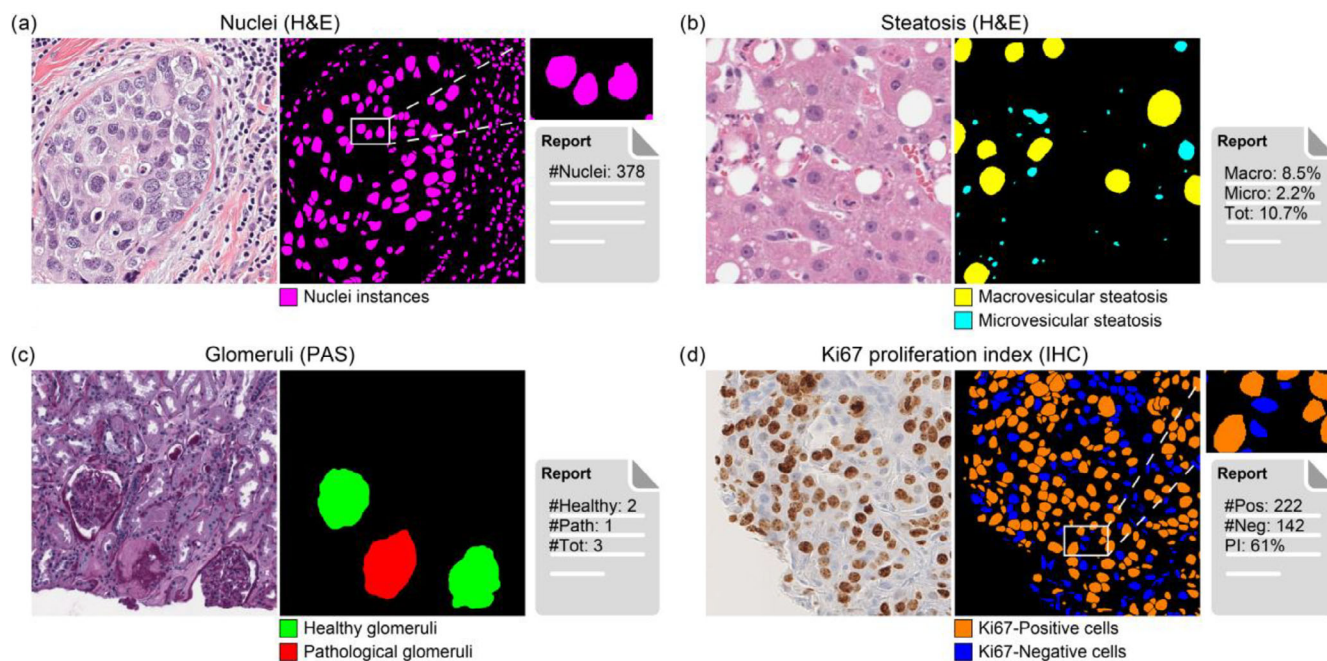 (a) Nuclei (H&E)
Report
#Nuclei: 378
Nuclei instances
(b) Steatosis (H&E)
Report
Macro: 8.5%
Micro: 2.2%
Tot: 10.7%
Macrovesicular steatosis
Microvesicular steatosis
(c) Glomeruli (PAS)
Report
#Healthy: 2
#Path: 1
#Tot: 3
Healthy glomeruli
Pathological glomeruli
(d) Ki67 proliferation index (IHC)
Report
#Pos: 222
#Neg: 142
PI: 61%
Ki67-Positive cells
Ki67-Negative cells